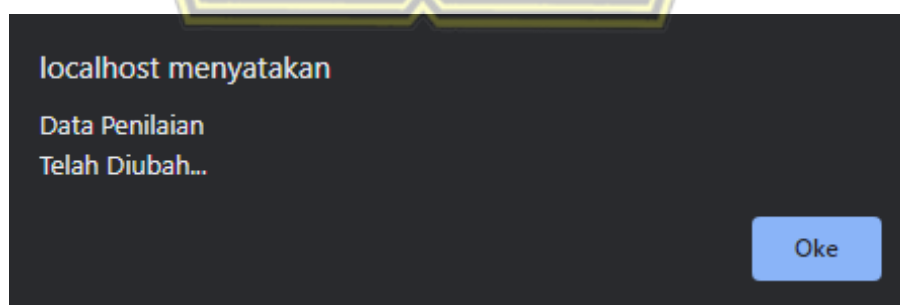 localhost menyatakan
Data Penilaian
Telah Diubah...
Oke